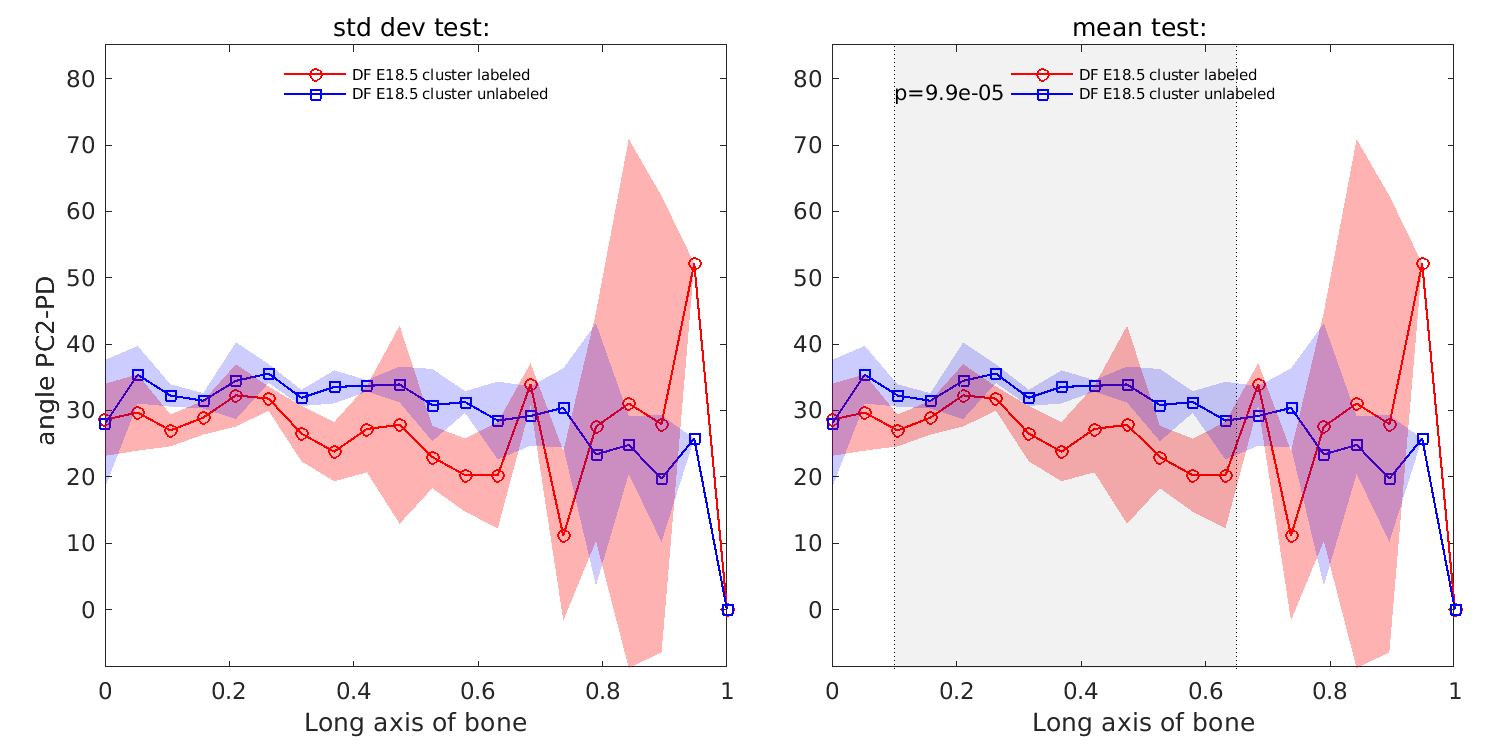 std dev test:
DF E18.5 cluster labeled
DF E18.5 cluster unlabeled
80
70
60
50
40
30
20
10
0
angle PC2-PD
0 0.2 0.4 0.6 0.8 1
Long axis of bone
mean test:
DF E18.5 cluster labeled
DF E18.5 cluster unlabeled
p=9.9e-05
80
70
60
50
40
30
20
10
0
0 0.2 0.4 0.6 0.8 1
Long axis of bone